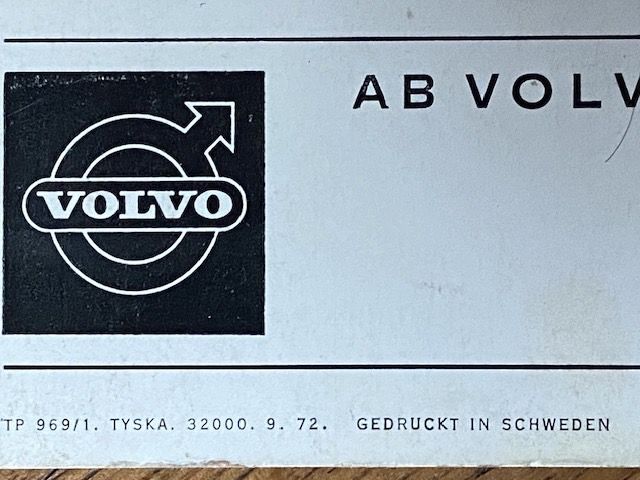 AB VOLV
VOLVO
TP 969/1. TYSKA. 32000. 9. 72. GEDRUCKT IN SCHWEDEN